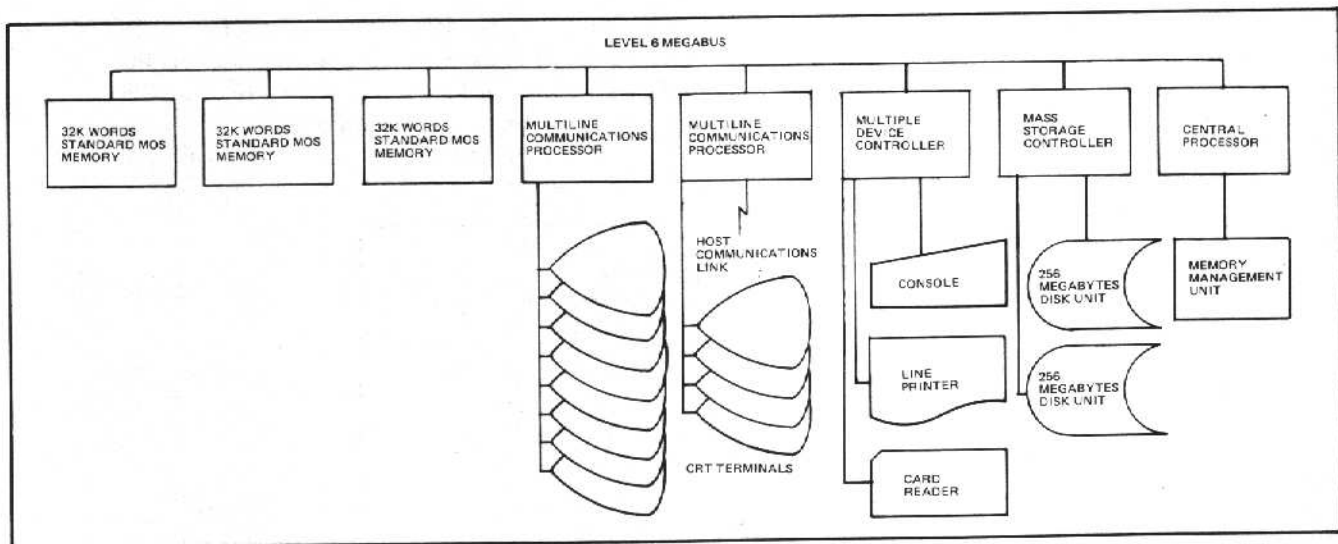 LEVEL 6 MEGABUS
32K WORDS
STANDARD MOS
MEMORY
32K WORDS
STANDARD MOS
MEMORY
32K WORDS
STANDARD MOS
MEMORY
MULTILINE
COMMUNICATIONS
PROCESSOR
MULTILINE
COMMUNICATIONS
PROCESSOR
MULTIPLE
DEVICE
CONTROLLER
MASS
STORAGE
CONTROLLER
CENTRAL
PROCESSOR
HOST
COMMUNICATIONS
LINK
CONSOLE
256
MEGABYTES
DISK UNIT
MEMORY
MANAGEMENT
UNIT
LINE
PRINTER
256
MEGABYTES
DISK UNIT
CRT TERMINALS
CARD
READER